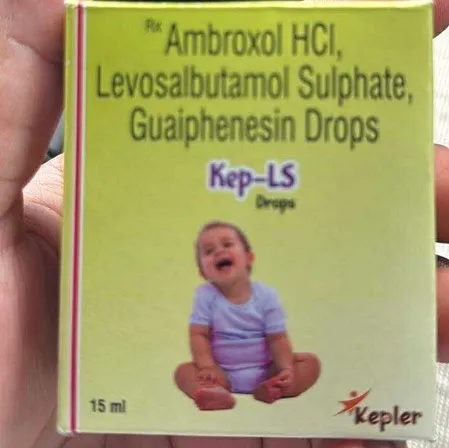 Rx Ambroxol HCl,
Levosalbutamol Sulphate,
Guaiphenesin Drops
Kep-LS
Drops
15 ml
Kepler